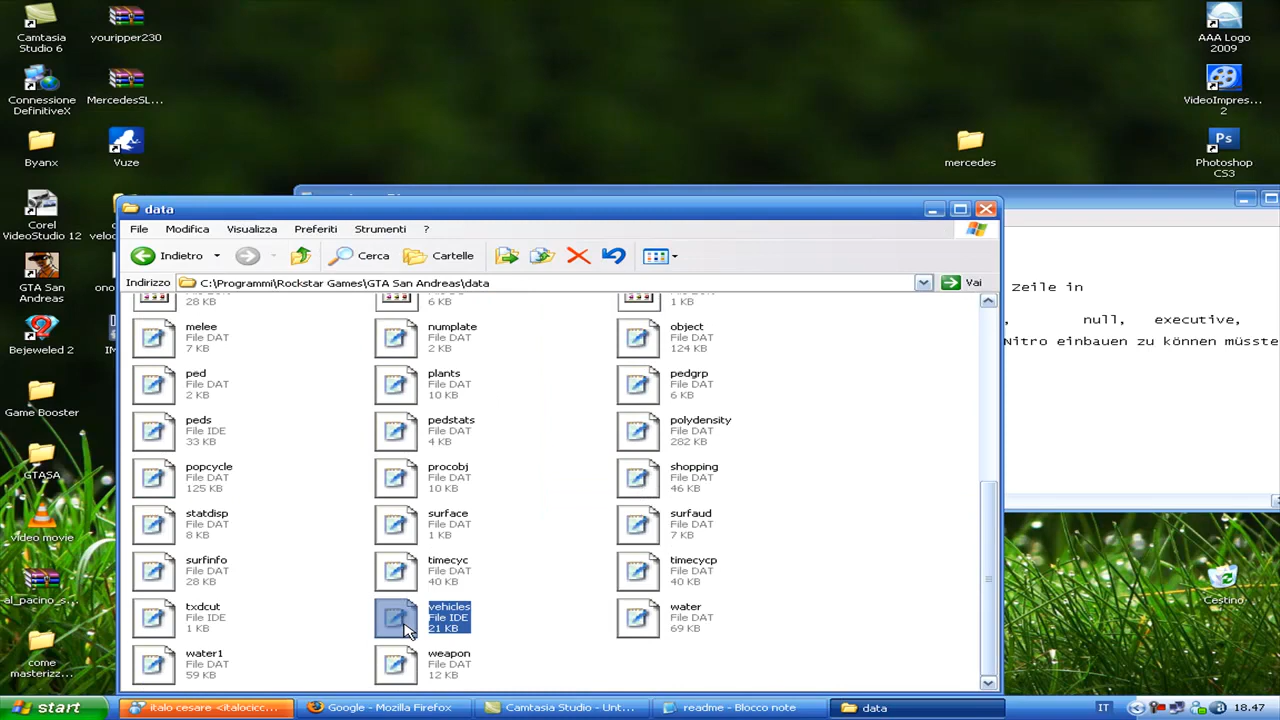 Camtasia
Studio 6
youripper230
AAA Logo
2009
Connessione
DefinitiveX
MercedesSL...
VideoImpres...
2
Byanx
Vuze
mercedes
Ps
Photoshop
CS3
Corel
VideoStudio 12
GTA San
Andreas
Bejeweled 2
Game Booster
GTASA
video movie
al_pacino_s...
come
masterizz...
Cestino
data
File
Modifica
Visualizza
Preferiti
Strumenti
?
Indietro
Cerca
Cartelle
Indirizzo
C:\Programmi\Rockstar Games\GTA San Andreas\data
Vai
28 KB
6 KB
1 KB
melee
File DAT
7 KB
numplate
File DAT
2 KB
object
File DAT
124 KB
ped
File DAT
2 KB
plants
File DAT
10 KB
pedgrp
File DAT
6 KB
peds
File IDE
33 KB
pedstats
File DAT
4 KB
polydensity
File DAT
282 KB
popcycle
File DAT
125 KB
procobj
File DAT
10 KB
shopping
File DAT
46 KB
statdisp
File DAT
8 KB
surface
File DAT
1 KB
surfaud
File DAT
7 KB
surfinfo
File DAT
28 KB
timecyc
File DAT
40 KB
timecycp
File DAT
40 KB
txdcut
File IDE
1 KB
vehicles
File IDE
21 KB
water
File DAT
69 KB
water1
File DAT
59 KB
weapon
File DAT
12 KB
Zeile in
, null, executive,
Nitro einbauen zu können müsste
start
italo cesare <italocicc...
Google - Mozilla Firefox
Camtasia Studio - Unt...
readme - Blocco note
data
IT
18.47